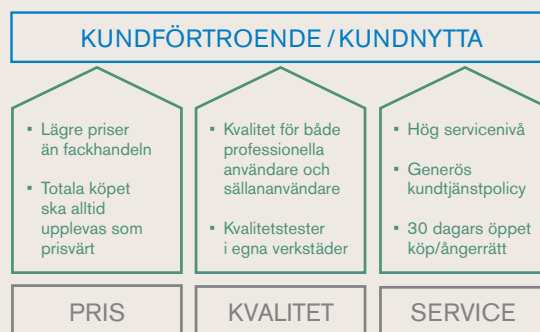 KUNDFÖRTROENDE / KUNDNYTTA
▪ Lägre priser
än fackhandeln
▪ Totala köpet
ska alltid
upplevas som
prisvärt
▪ Kvalitet för både
professionella
användare och
sällananvändare
▪ Kvalitetstester
i egna verkstäder
▪ Hög servicenivå
▪ Generös
kundtjänstpolicy
▪ 30 dagars öppet
köp/ångerrätt
PRIS
KVALITET
SERVICE